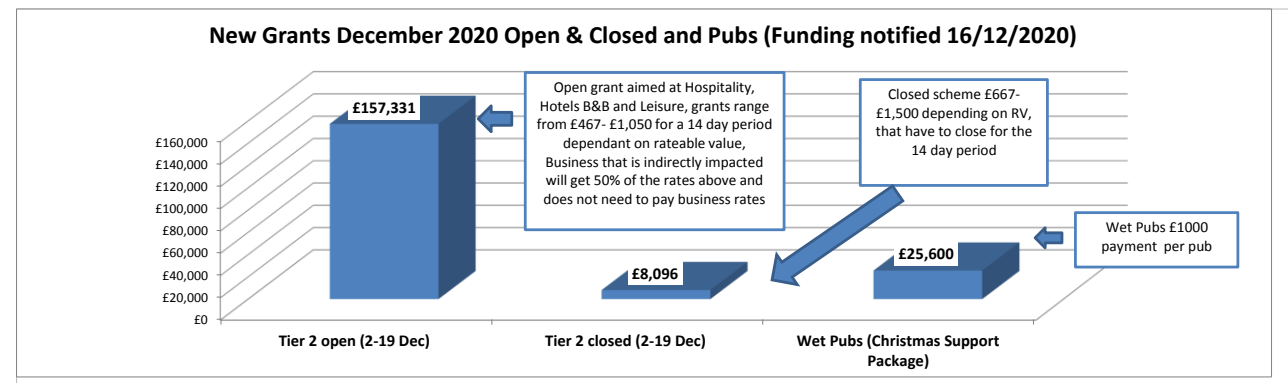 New Grants December 2020 Open & Closed and Pubs (Funding notified 16/12/2020)
Open grant aimed at Hospitality,
Hotels B&B and Leisure, grants range
from £467- £1,050 for a 14 day period
dependant on rateable value,
Business that is indirectly impacted
will get 50% of the rates above and
does not need to pay business rates
Closed scheme £667-
£1,500 depending on RV,
that have to close for the
14 day period
Wet Pubs £1000
payment per pub
£157,331
£8,096
£25,600
£160,000
£140,000
£120,000
£100,000
£80,000
£60,000
£40,000
£20,000
£0
Tier 2 open (2-19 Dec)
Tier 2 closed (2-19 Dec)
Wet Pubs (Christmas Support
Package)